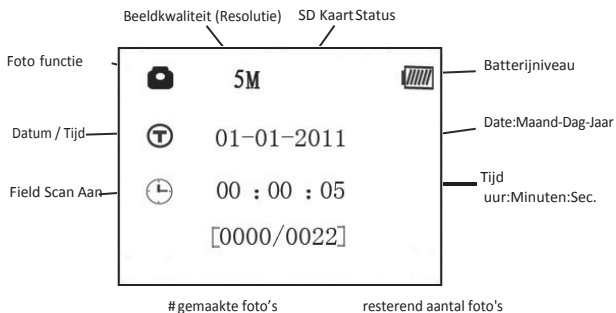 Beeldkwaliteit (Resolutie) SD Kaart Status
Foto functie
5M
Batterijniveau
Datum / Tijd
T
01-01-2011
Date:Maand-Dag-Jaar
Field Scan Aan
00 : 00 : 05
Tijd
uur:Minuten:Sec.
[0000/0022]
# gemaakte foto's resterend aantal foto's